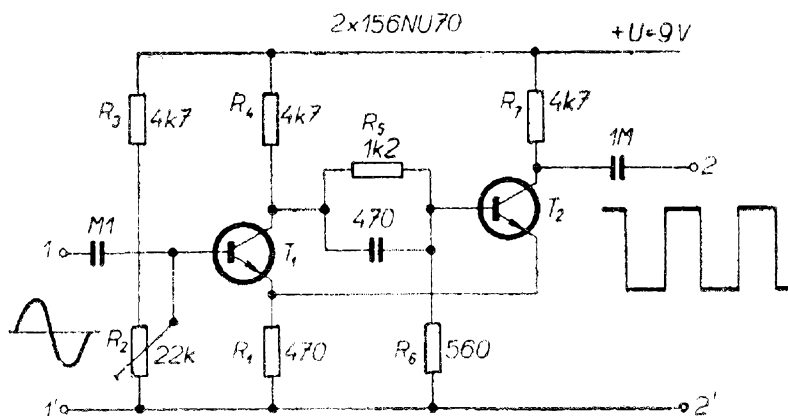 2x156NU70
+U=9V
R3 4k7
R4 4k7
R5
1k2
R7 4k7
1M
2
470
T2
M1
1
T1
R2 22k
R1 470
R6 560
1'
2'